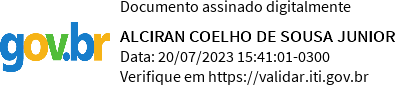 Documento assinado digitalmente
gov.br
ALCIRAN COELHO DE SOUSA JUNIOR
Data: 20/07/2023 15:41:01-0300
Verifique em https://validar.iti.gov.br